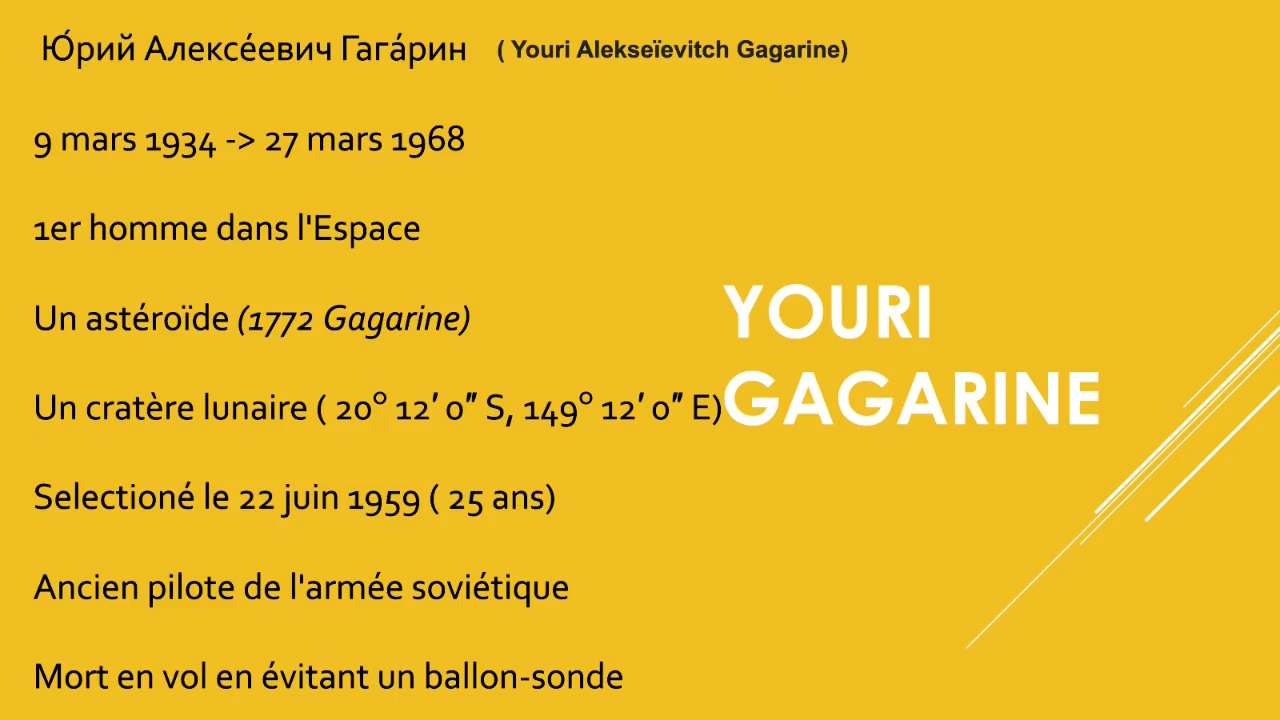 Ю́рий Алексе́евич Гага́рин ( Youri Alekseïevitch Gagarine)
9 mars 1934 -> 27 mars 1968
1er homme dans l'Espace
Un astéroïde (1772 Gagarine)
Un cratère lunaire ( 20° 12′ 0″ S, 149° 12′ 0″ E)
Selectioné le 22 juin 1959 ( 25 ans)
Ancien pilote de l'armée soviétique
Mort en vol en évitant un ballon-sonde
YOURI
GAGARINE